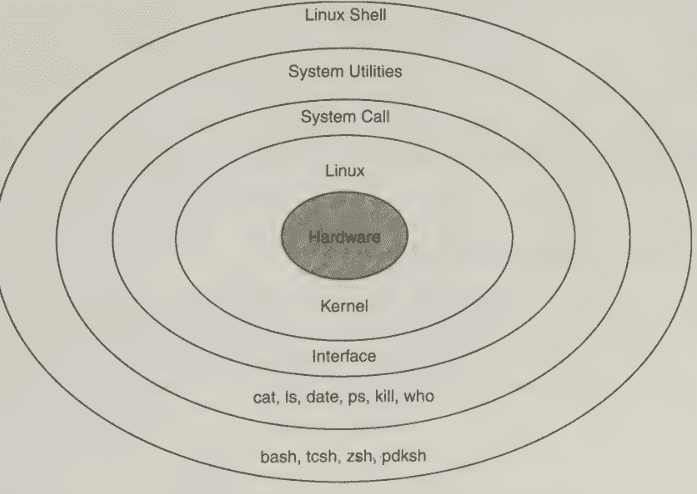 Linux Shell
System Utilities
System Call
Linux
Hardware
Kernel
Interface
cat, ls, date, ps, kill, who
bash, tcsh, zsh, pdksh